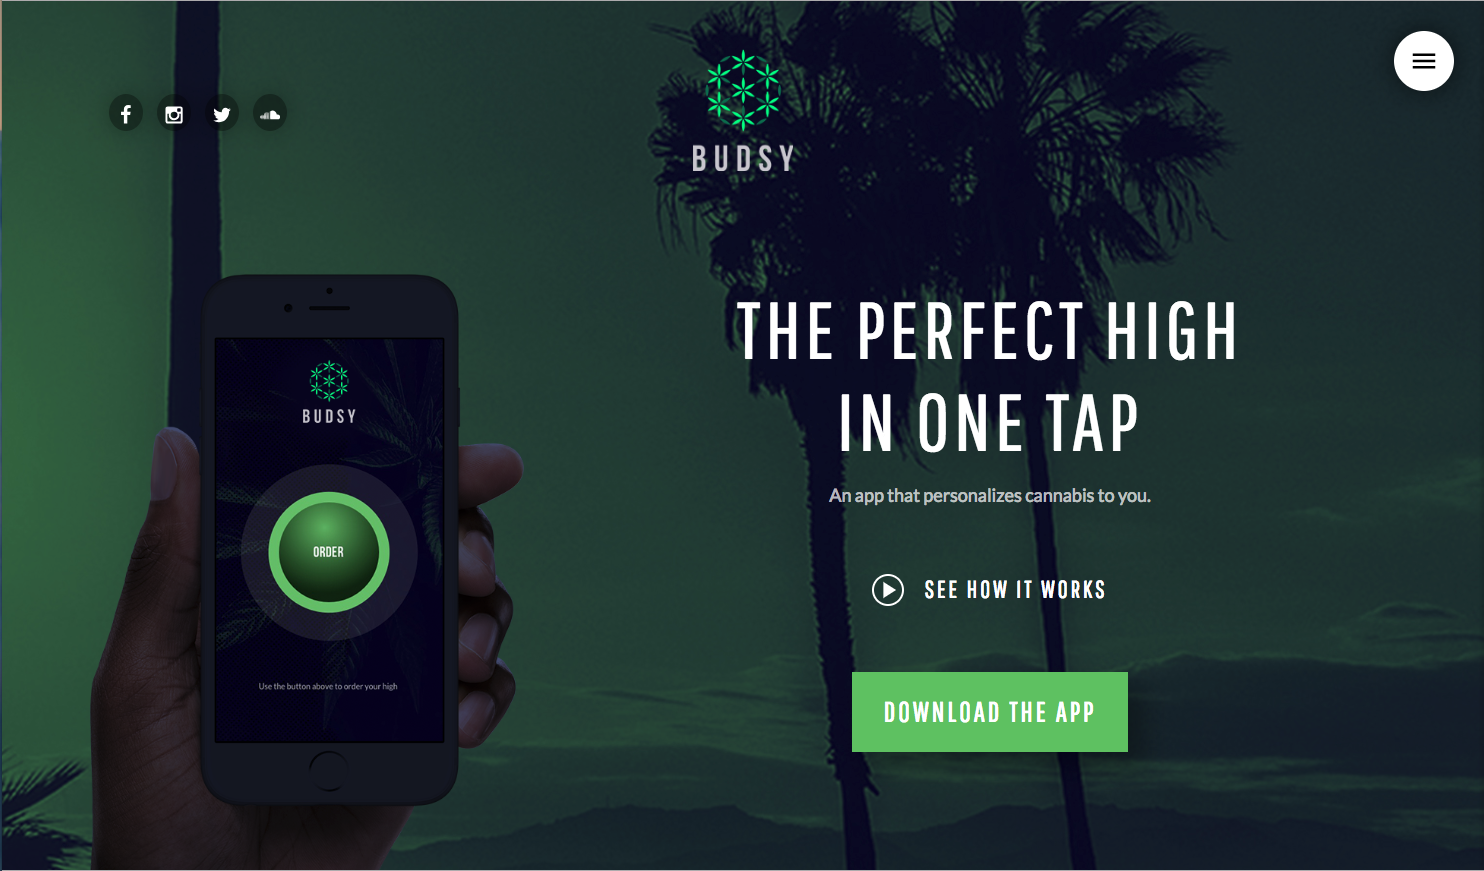 BUDSY
THE PERFECT HIGH
IN ONE TAP
An app that personalizes cannabis to you.
SEE HOW IT WORKS
DOWNLOAD THE APP
BUDSY
ORDER
Use the button above to order your high